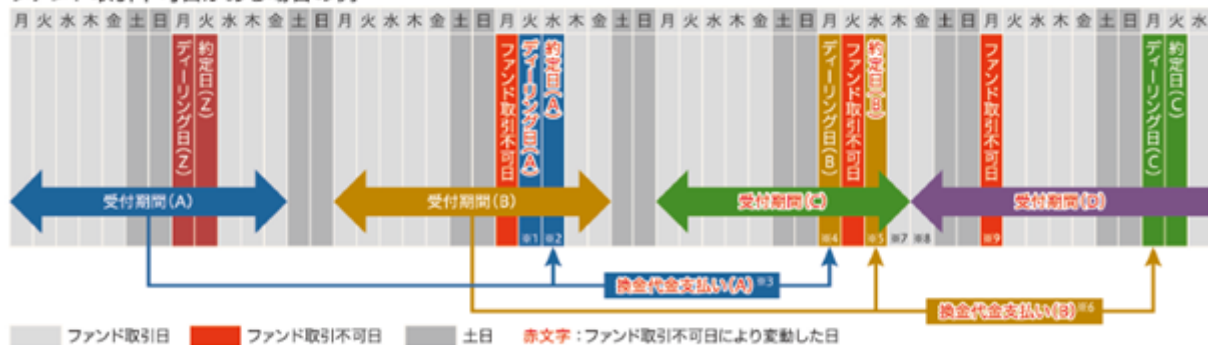 月 火 水 木 金 土 日 月 火 水 木 金 土 日 月 火 水 木 金 土 日 月 火 水 木 金 土 日 月 火 水 木 金 土 日 月 火 水 木 金 土 日 月 火 水 木 金 土 日 月 火 水
ディーリング日(Z)
約定日(Z)
ファンド取引不可日
ディーリング日(A)
約定日(A)
ディーリング日(B)
ファンド取引不可日
約定日(B)
ファンド取引不可日
ディーリング日(C)
約定日(C)
受付期間(A)
受付期間(B)
受付期間(C)
受付期間(D)
※1 ※2 ※4 ※5 ※7 ※8 ※9
換金代金支払い(A)※3
換金代金支払い(B)※6
ファンド取引日 ファンド取引不可日 土日 赤文字：ファンド取引不可日により変動した日